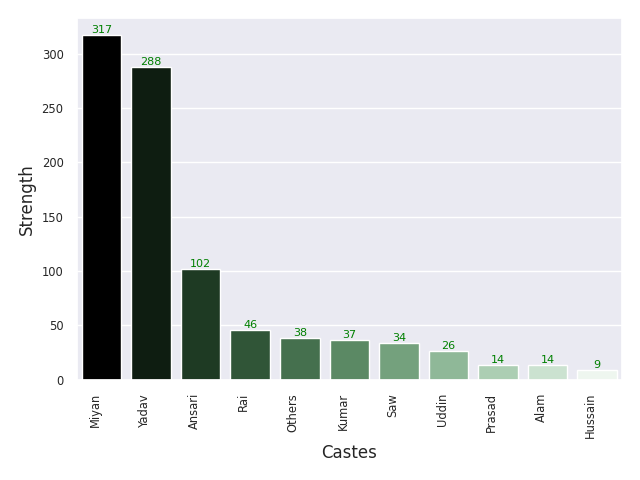 317
288
102
46
38
37
34
26
14
14
9
300
250
200
150
100
50
0
Strength
Miyan
Yadav
Ansari
Rai
Others
Kumar
Saw
Uddin
Prasad
Alam
Hussain
Castes